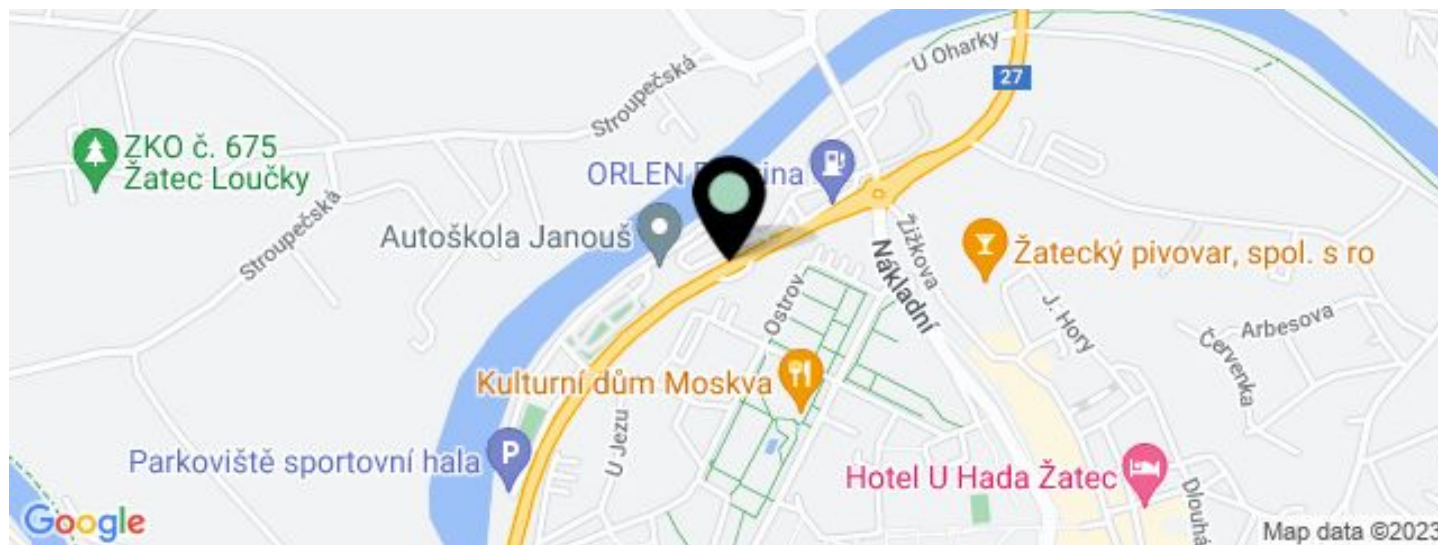 U Oharky
27
Stroupečská
ZKO č. 675
Žatec Loučky
ORLEN
Stroupečská
Autoškola Janouš
Žižkova
Nákladní
Žatecký pivovar, spol. s ro
Ostrov
J. Hory
Arbesova
Červenka
Kulturní dům Moskva
U Jezu
P
Parkoviště sportovní hala
Hotel U Hada Žatec
Dlouhá
Google
Map data ©2023